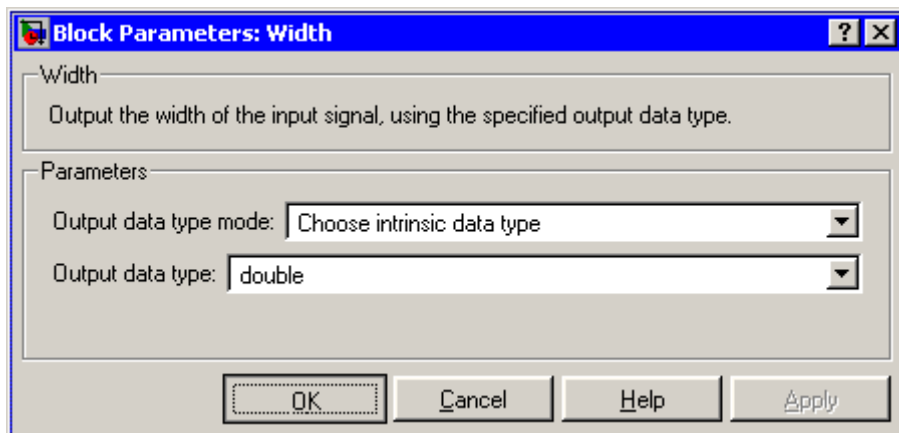 Block Parameters: Width
Width
Output the width of the input signal, using the specified output data type.
Parameters
Output data type mode: Choose intrinsic data type
Output data type: double
OK Cancel Help Apply